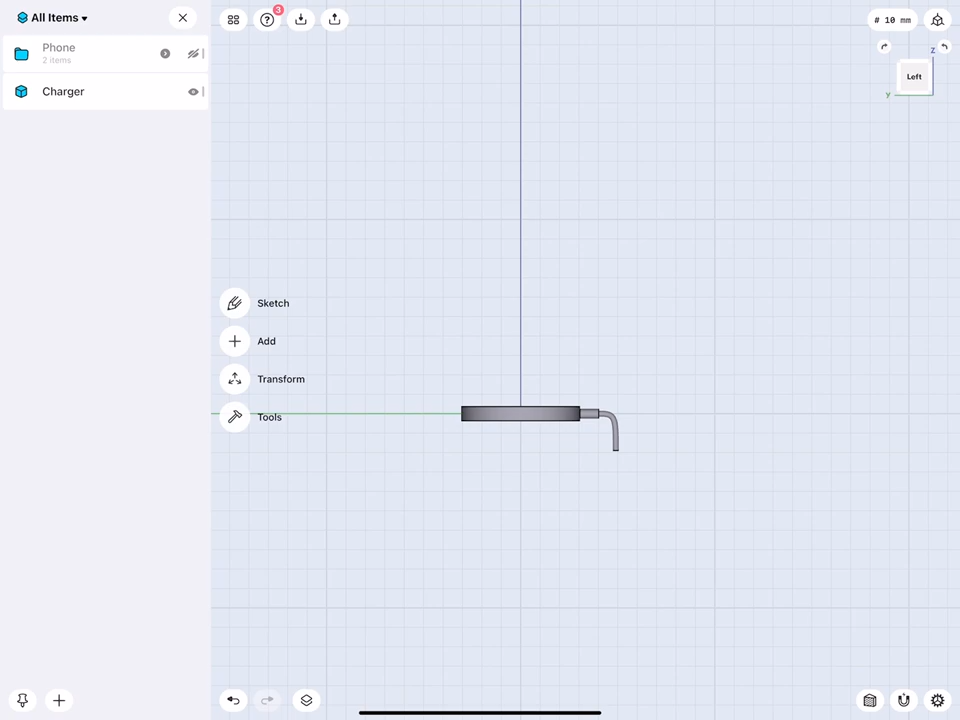 All Items
Phone
2 items
Charger
3
# 10 mm
Z
Left
y
Sketch
Add
Transform
Tools